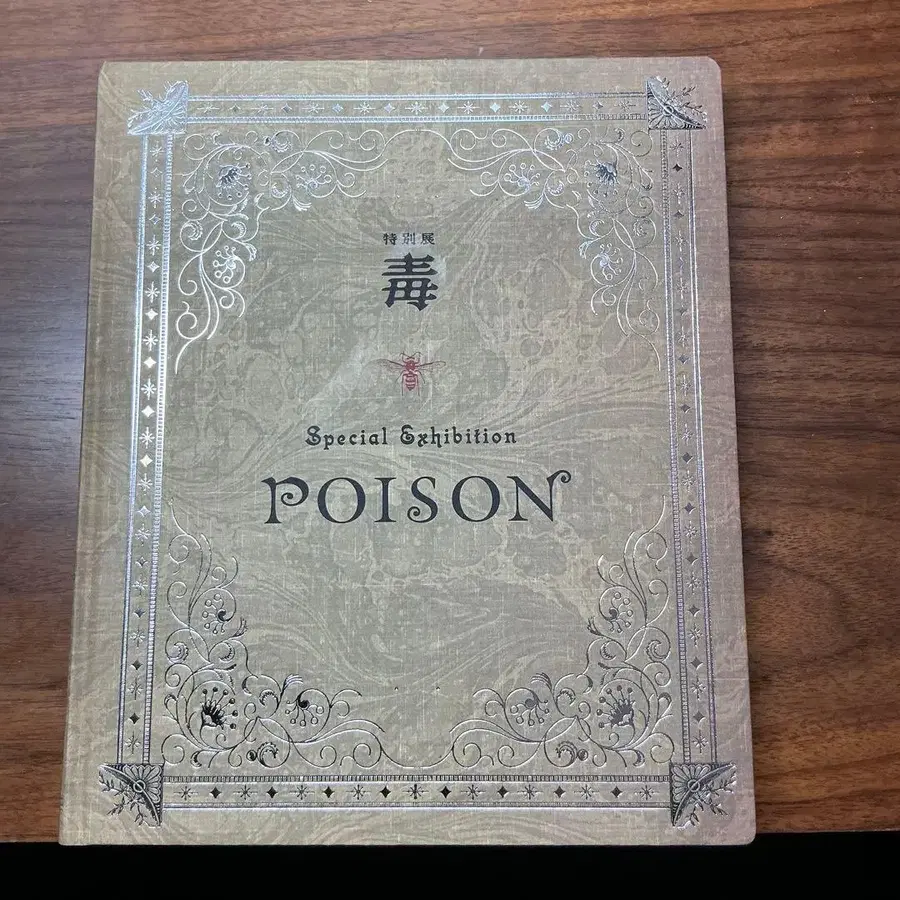 特別展
毒
Special Exhibition
POISON